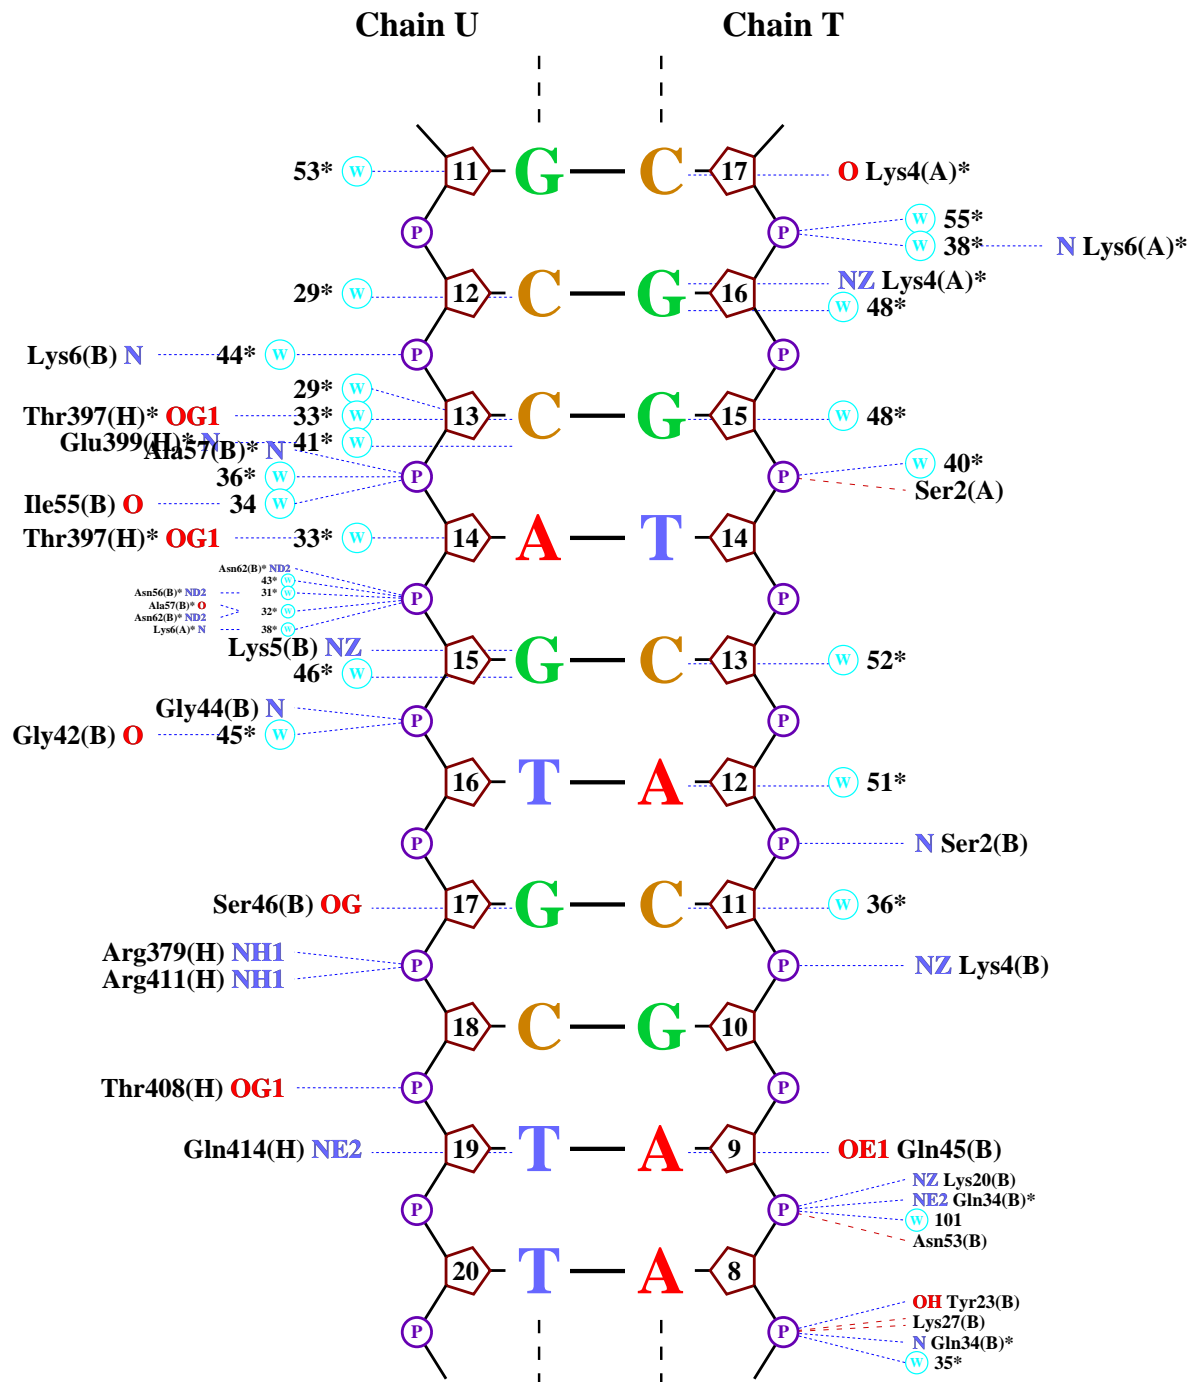 Chain U Chain T
53* W 11 G C 17 O Lys4(A)*
W 55*
P P W 38* N Lys6(A)*
NZ Lys4(A)*
29* W 12 C G 16
W 48*
Lys6(B) N 44* W P P
29* W
Thr397(H)* OG1 33* W 13 C G 15 W 48*
Glu399(H)* N 41* W
Ala57(B)* N
W 40*
36* W P P
Ser2(A)
Ile55(B) O 34 W
Thr397(H)* OG1 33* W 14 A T 14
Asn62(B)* ND2
43* W
Asn56(B)* ND2 31* W
P P
Ala57(B)* O
32* W
Asn62(B)* ND2
Lys6(A)* N 38* W
Lys5(B) NZ
15 G C 13 W 52*
46* W
Gly44(B) N
P P
Gly42(B) O 45* W
16 T A 12 W 51*
P P N Ser2(B)
Ser46(B) OG 17 G C 11 W 36*
Arg379(H) NH1
P P NZ Lys4(B)
Arg411(H) NH1
18 C G 10
Thr408(H) OG1 P P
Gln414(H) NE2 19 T A 9 OE1 Gln45(B)
NZ Lys20(B)
NE2 Gln34(B)*
P P
W 101
Asn53(B)
20 T A 8
OH Tyr23(B)
Lys27(B)
P P
N Gln34(B)*
W 35*